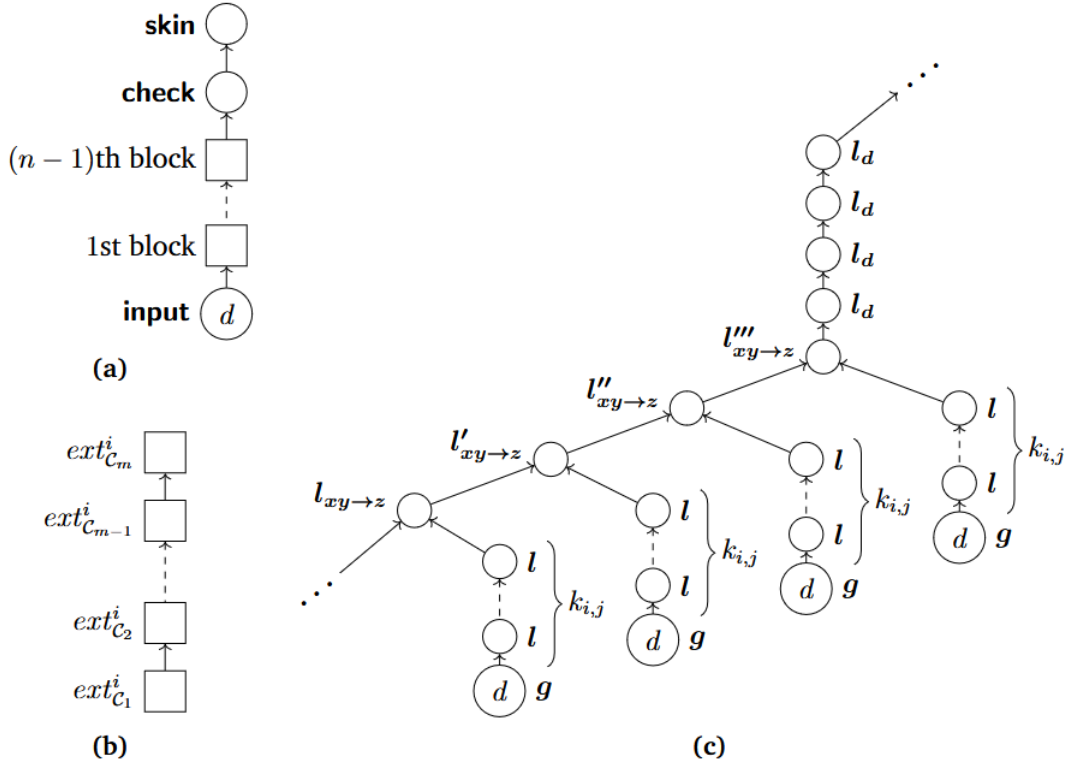 skin
check
(n − 1)th block
1st block
input d
(a)
ext^i_{C_m}
ext^i_{C_{m−1}}
ext^i_{C_2}
ext^i_{C_1}
(b)
...
l_d
l_d
l_d
l_d
l'''_{xy→z}
l''_{xy→z}
l'_{xy→z}
l_{xy→z}
...
l
l
k_{i,j}
d g
l
l
k_{i,j}
d g
l
l
k_{i,j}
d g
l
l
k_{i,j}
d g
(c)